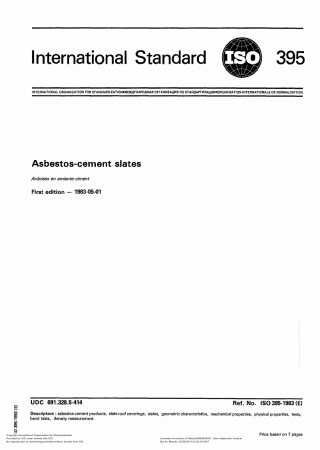 International Standard
ISO
395
INTERNATIONAL ORGANIZATION FOR STANDARDIZATION•МЕЖДУНАРОДНАЯ ОРГАНИЗАЦИЯ ПО СТАНДАРТИЗАЦИИ•ORGANISATION INTERNATIONALE DE NORMALISATION
Asbestos-cement slates
Ardoises en amiante-ciment
First edition — 1983-05-01
UDC 691.328.5-414
Ref. No. ISO 395-1983 (E)
Descriptors : asbestos-cement products, slate roof coverings, slates, geometric characteristics, mechanical properties, physical properties, tests,
bend tests, density measurement.
ISO 395-1983 (E)
Price based on 7 pages